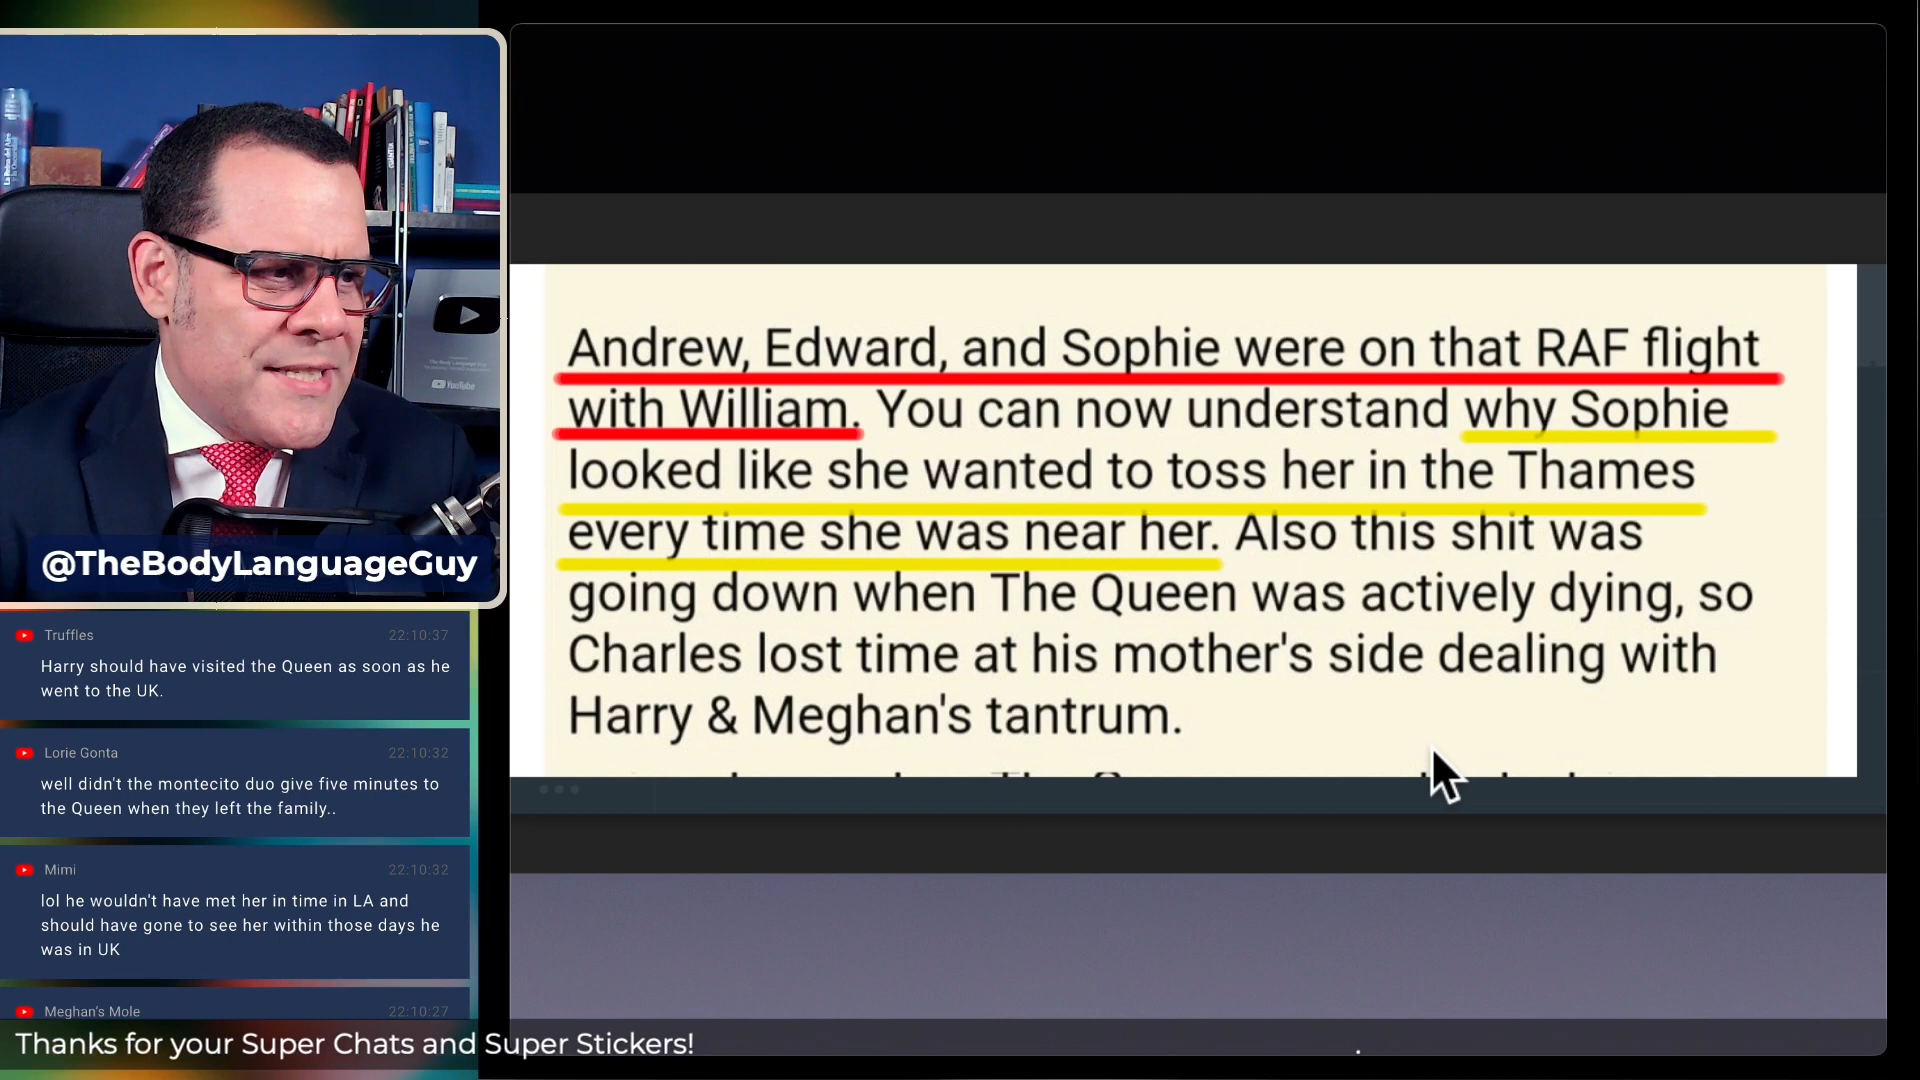 @TheBodyLanguageGuy
YouTube
Andrew, Edward, and Sophie were on that RAF flight
with William. You can now understand why Sophie
looked like she wanted to toss her in the Thames
every time she was near her. Also this shit was
going down when The Queen was actively dying, so
Charles lost time at his mother's side dealing with
Harry & Meghan's tantrum.
Truffles 22:10:37
Harry should have visited the Queen as soon as he
went to the UK.
Lorie Gonta 22:10:32
well didn't the montecito duo give five minutes to
the Queen when they left the family..
Mimi 22:10:32
lol he wouldn't have met her in time in LA and
should have gone to see her within those days he
was in UK
Meghan's Mole 22:10:27
Thanks for your Super Chats and Super Stickers! .